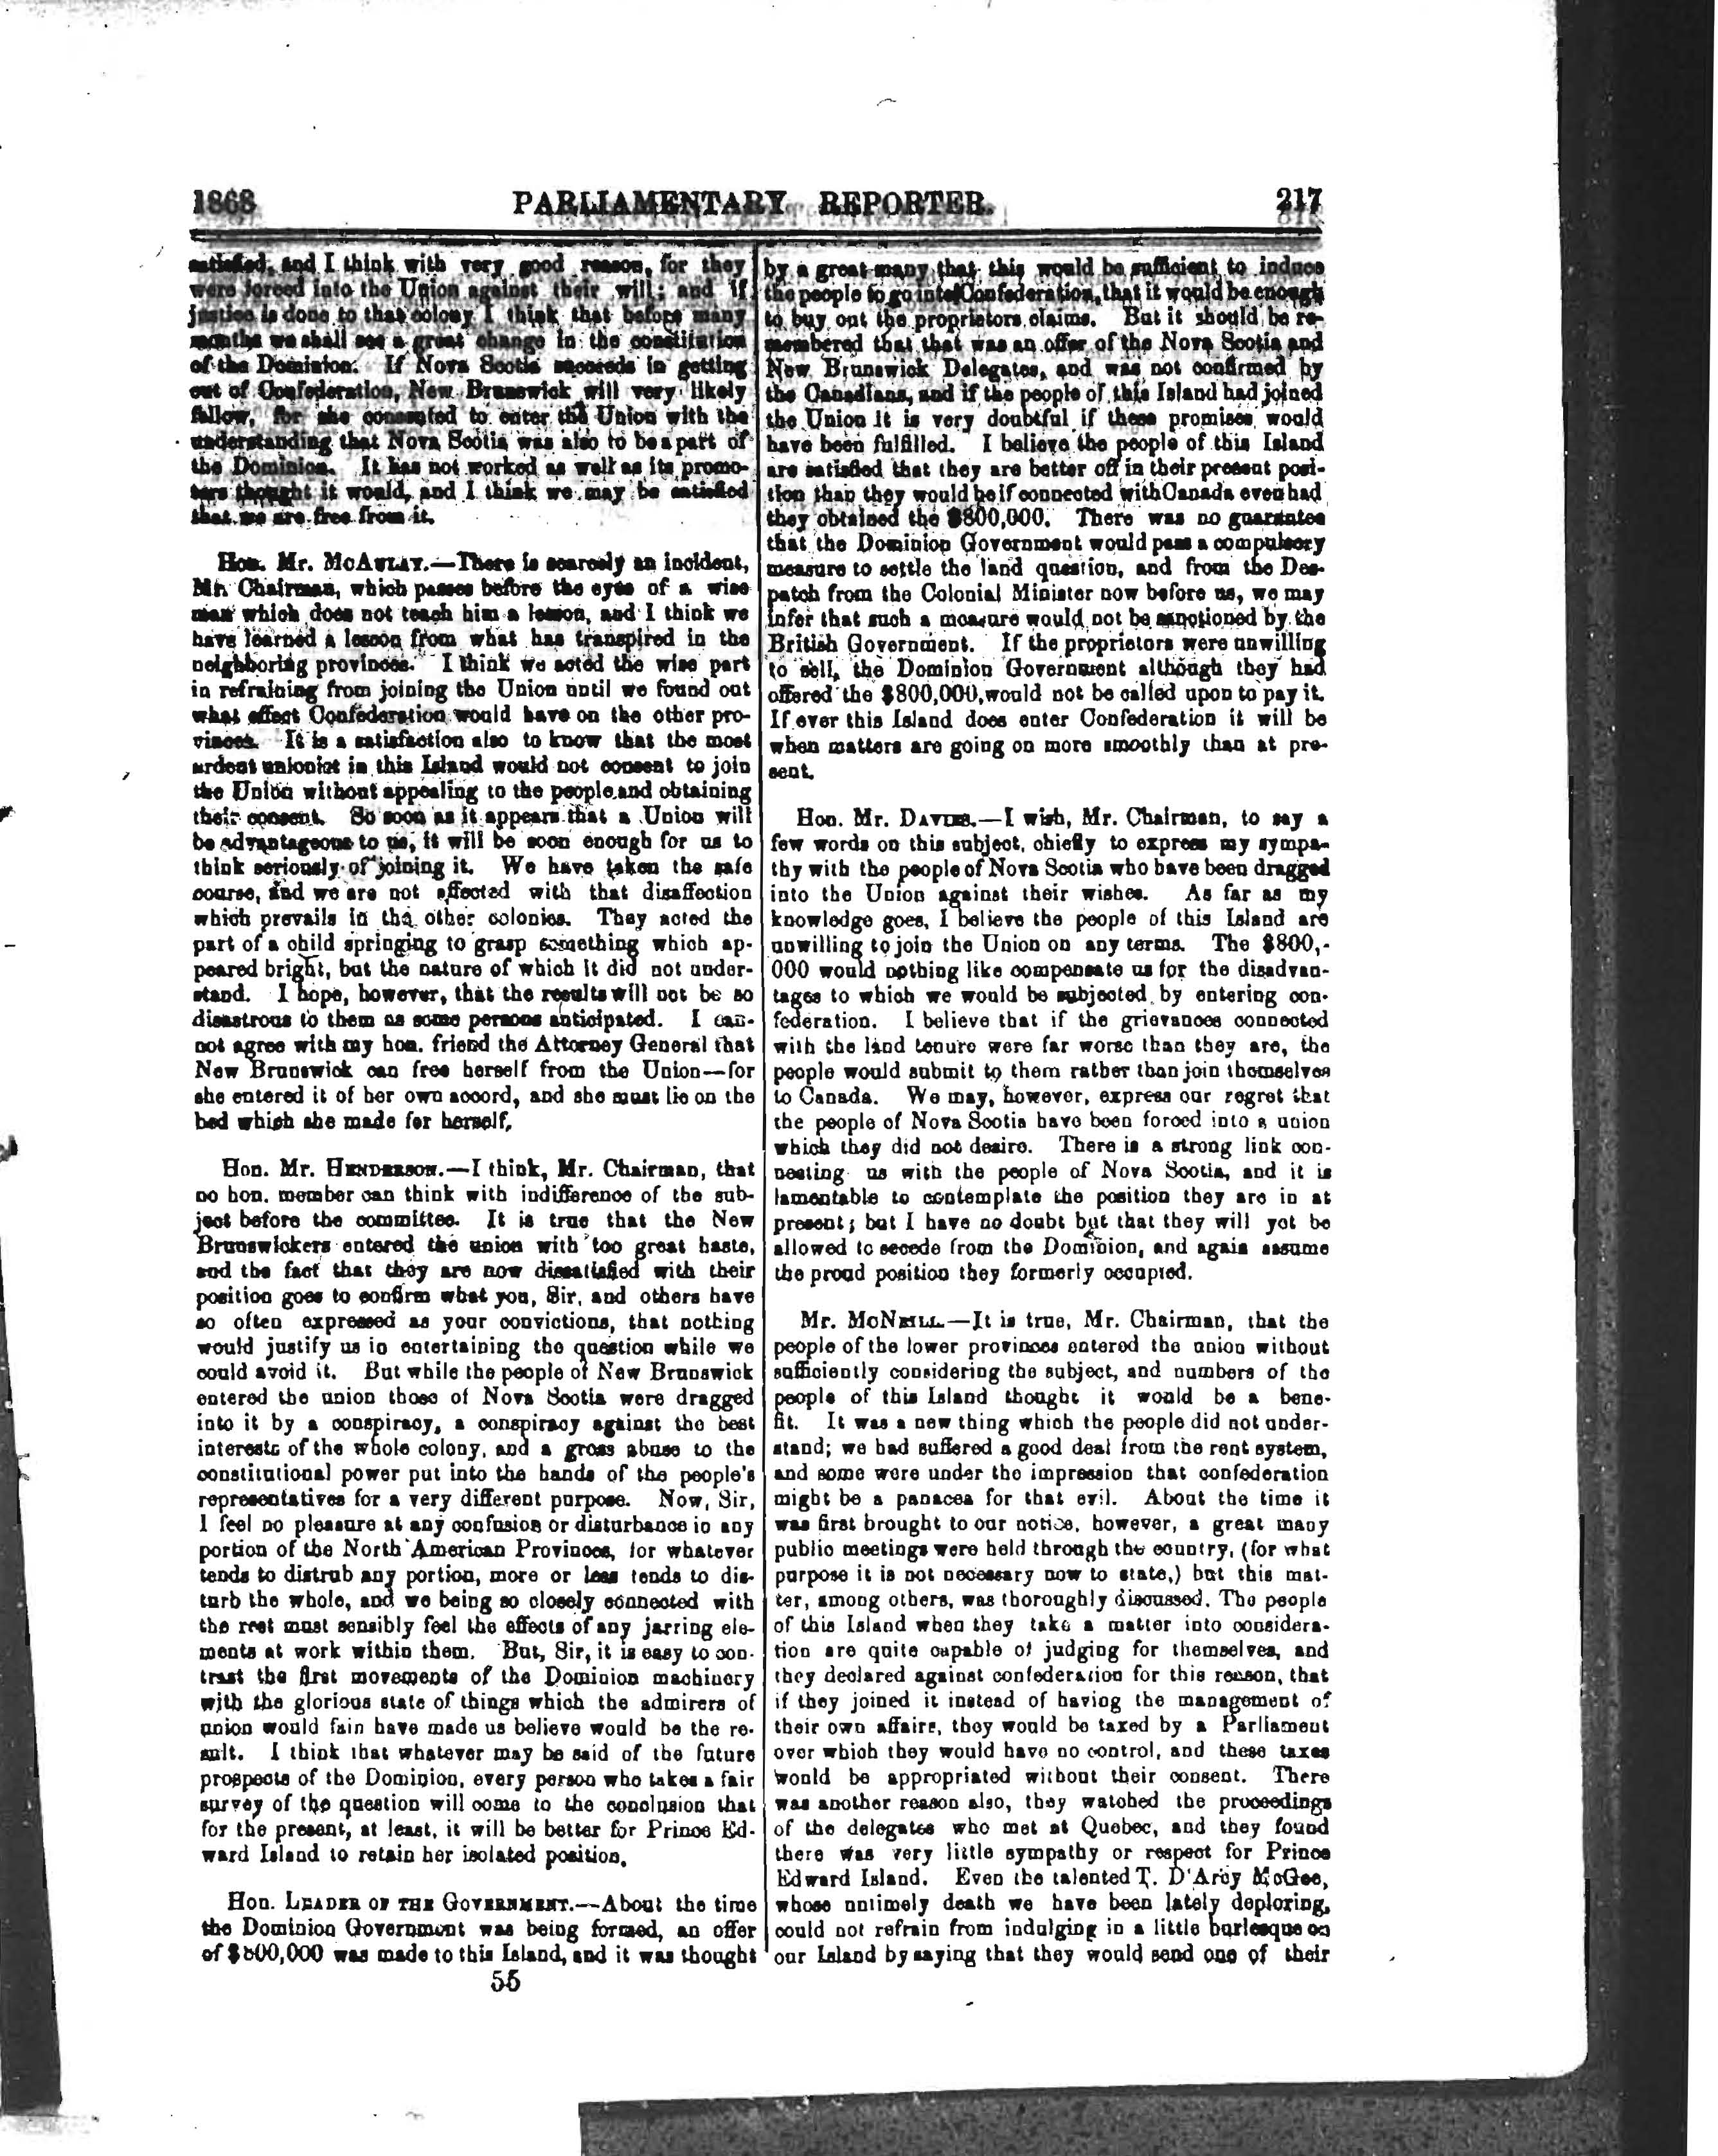 1868 PARLIAMENTARY REPORTER. 217
satisfied, and I think with very good reason, for they
were forced into the Union against their will; and if
justice is done to that colony I think that before many
months we shall see a great change in the constitution
of the Dominion. If Nova Scotia succeeds in getting
out of Confederation, New Brunswick will very likely
follow, for she consented to enter the Union with the
understanding that Nova Scotia was also to be a part of
the Dominion. It has not worked as well as its promo-
ters thought it would, and I think we may be satisfied
that we are free from it.
Hon. Mr. McAULAY.—There is scarcely an incident,
Mr. Chairman, which passes before the eyes of a wise
man which does not teach him a lesson, and I think we
have learned a lesson from what has transpired in the
neighboring provinces. I think we acted the wise part
in refraining from joining the Union until we found out
what effect Confederation would have on the other pro-
vinces. It is a satisfaction also to know that the most
ardent unionist in this Island would not consent to join
the Union without appealing to the people and obtaining
their consent. So soon as it appears that a Union will
be advantageous to us, it will be soon enough for us to
think seriously of joining it. We have taken the safe
course, and we are not affected with that disaffection
which prevails in the other colonies. They acted the
part of a child springing to grasp something which ap-
peared bright, but the nature of which it did not under-
stand. I hope, however, that the results will not be so
disastrous to them as some persons anticipated. I can-
not agree with my hon. friend the Attorney General that
New Brunswick can free herself from the Union—for
she entered it of her own accord, and she must lie on the
bed which she made for herself.
Hon. Mr. HENDERSON.—I think, Mr. Chairman, that
no hon. member can think with indifference of the sub-
ject before the committee. It is true that the New
Brunswickers entered the union with too great haste,
and the fact that they are now dissatisfied with their
position goes to confirm what you, Sir, and others have
so often expressed as your convictions, that nothing
would justify us in entertaining the question while we
could avoid it. But while the people of New Brunswick
entered the union those of Nova Scotia were dragged
into it by a conspiracy, a conspiracy against the best
interests of the whole colony, and a gross abuse to the
constitutional power put into the hands of the people's
representatives for a very different purpose. Now, Sir,
I feel no pleasure at any confusion or disturbance in any
portion of the North American Provinces, for whatever
tends to distrub any portion, more or less tends to dis-
turb the whole, and we being so closely connected with
the rest must sensibly feel the effects of any jarring ele-
ments at work within them. But, Sir, it is easy to con-
trast the first movements of the Dominion machinery
with the glorious state of things which the admirers of
union would fain have made us believe would be the re-
sult. I think that whatever may be said of the future
prospects of the Dominion, every person who takes a fair
survey of the question will come to the conclusion that
for the present, at least, it will be better for Prince Ed-
ward Island to retain her isolated position.
Hon. LEADER OF THE GOVERNMENT.—About the time
the Dominion Government was being formed, an offer
of $800,000 was made to this Island, and it was thought
55
by a great many that this would be sufficient to induce
the people to go into Confederation, that it would be enough
to buy out the proprietors claims. But it should be re-
membered that that was an offer of the Nova Scotia and
New Brunswick Delegates, and was not confirmed by
the Canadians, and if the people of this Island had joined
the Union it is very doubtful if these promises would
have been fulfilled. I believe the people of this Island
are satisfied that they are better off in their present posi-
tion than they would be if connected with Canada even had
they obtained the $800,000. There was no guarantee
that the Dominion Government would pass a compulsory
measure to settle the land question, and from the Des-
patch from the Colonial Minister now before us, we may
infer that such a measure would not be sanctioned by the
British Government. If the proprietors were unwilling
to sell, the Dominion Government although they had
offered the $800,000, would not be called upon to pay it.
If ever this Island does enter Confederation it will be
when matters are going on more smoothly than at pre-
sent.
Hon. Mr. DAVIES.—I wish, Mr. Chairman, to say a
few words on this subject, chiefly to express my sympa-
thy with the people of Nova Scotia who have been dragged
into the Union against their wishes. As far as my
knowledge goes, I believe the people of this Island are
unwilling to join the Union on any terms. The $800,-
000 would nothing like compensate us for the disadvan-
tages to which we would be subjected by entering con-
federation. I believe that if the grievances connected
with the land tenure were far worse than they are, the
people would submit to them rather than join themselves
to Canada. We may, however, express our regret that
the people of Nova Scotia have been forced into a union
which they did not desire. There is a strong link con-
necting us with the people of Nova Scotia, and it is
lamentable to contemplate the position they are in at
present; but I have no doubt but that they will yet be
allowed to secede from the Dominion, and again assume
the proud position they formerly occupied.
Mr. McNEILL.—It is true, Mr. Chairman, that the
people of the lower provinces entered the union without
sufficiently considering the subject, and numbers of the
people of this Island thought it would be a bene-
fit. It was a new thing which the people did not under-
stand; we had suffered a good deal from the rent system,
and some were under the impression that confederation
might be a panacea for that evil. About the time it
was first brought to our notice, however, a great many
public meetings were held through the country, (for what
purpose it is not necessary now to state,) but this mat-
ter, among others, was thoroughly discussed. The people
of this Island when they take a matter into considera-
tion are quite capable of judging for themselves, and
they declared against confederation for this reason, that
if they joined it instead of having the management of
their own affairs, they would be taxed by a Parliament
over which they would have no control, and these taxes
would be appropriated without their consent. There
was another reason also, they watched the proceedings
of the delegates who met at Quebec, and they found
there was very little sympathy or respect for Prince
Edward Island. Even the talented T. D'Arcy McGee,
whose untimely death we have been lately deploring,
could not refrain from indulging in a little burlesque on
our Island by saying that they would send one of their